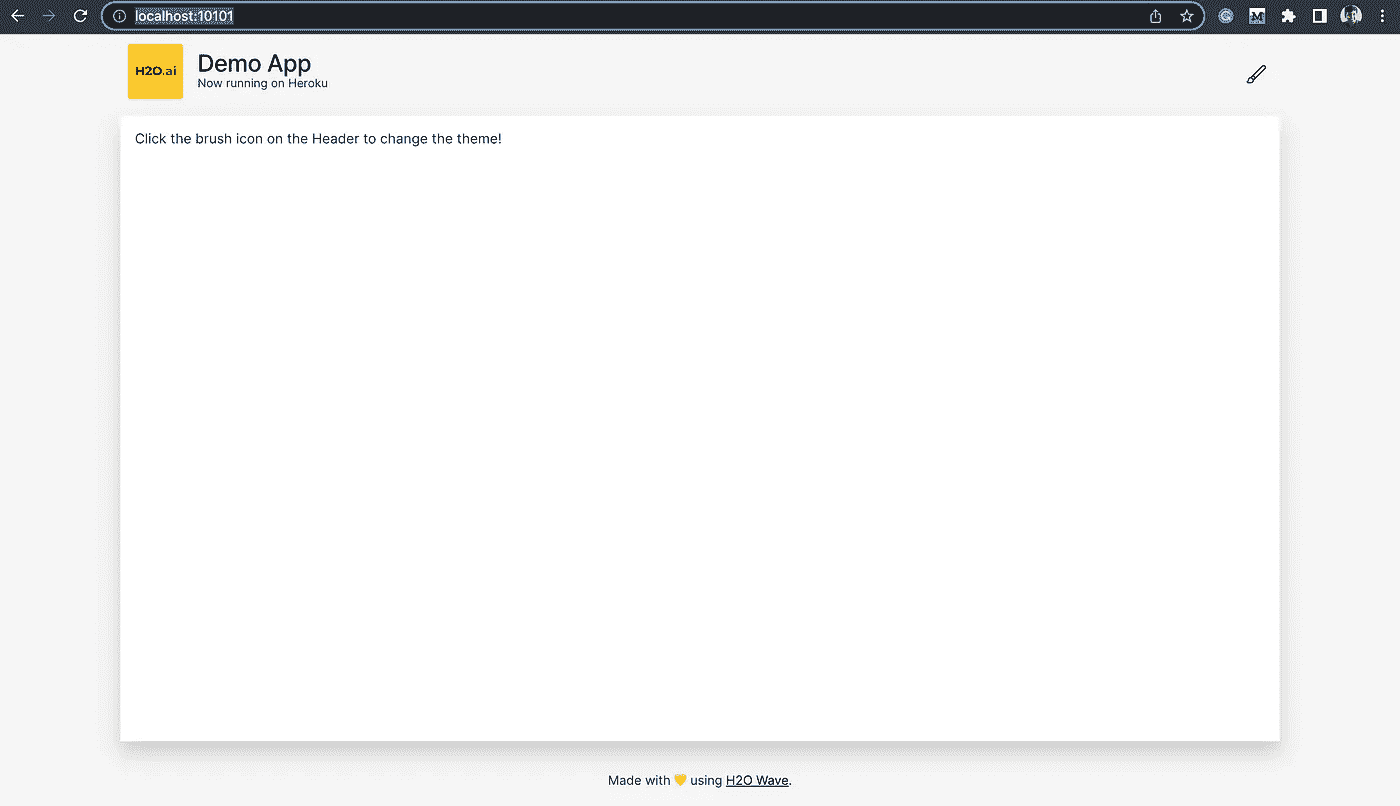 localhost:10101
H2O.ai
Demo App
Now running on Heroku
Click the brush icon on the Header to change the theme!
Made with 💛 using H2O Wave.